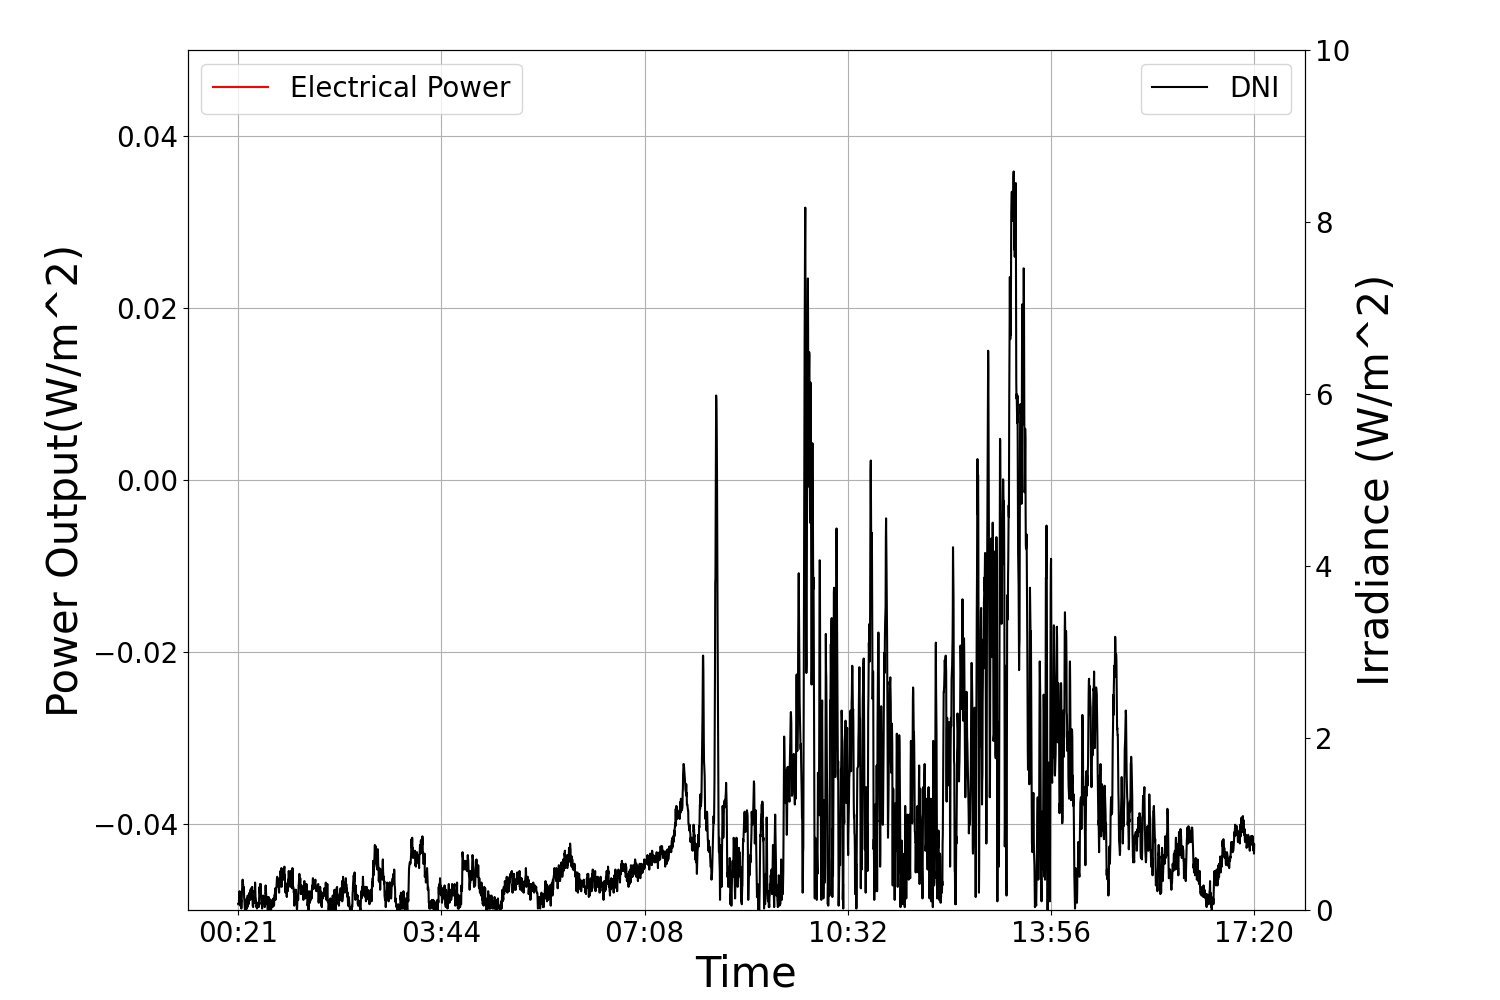 Electrical Power
DNI
10
0.04
8
0.02
6
0.00
4
−0.02
2
−0.04
0
Power Output(W/m^2)
Irradiance (W/m^2)
00:21 03:44 07:08 10:32 13:56 17:20
Time